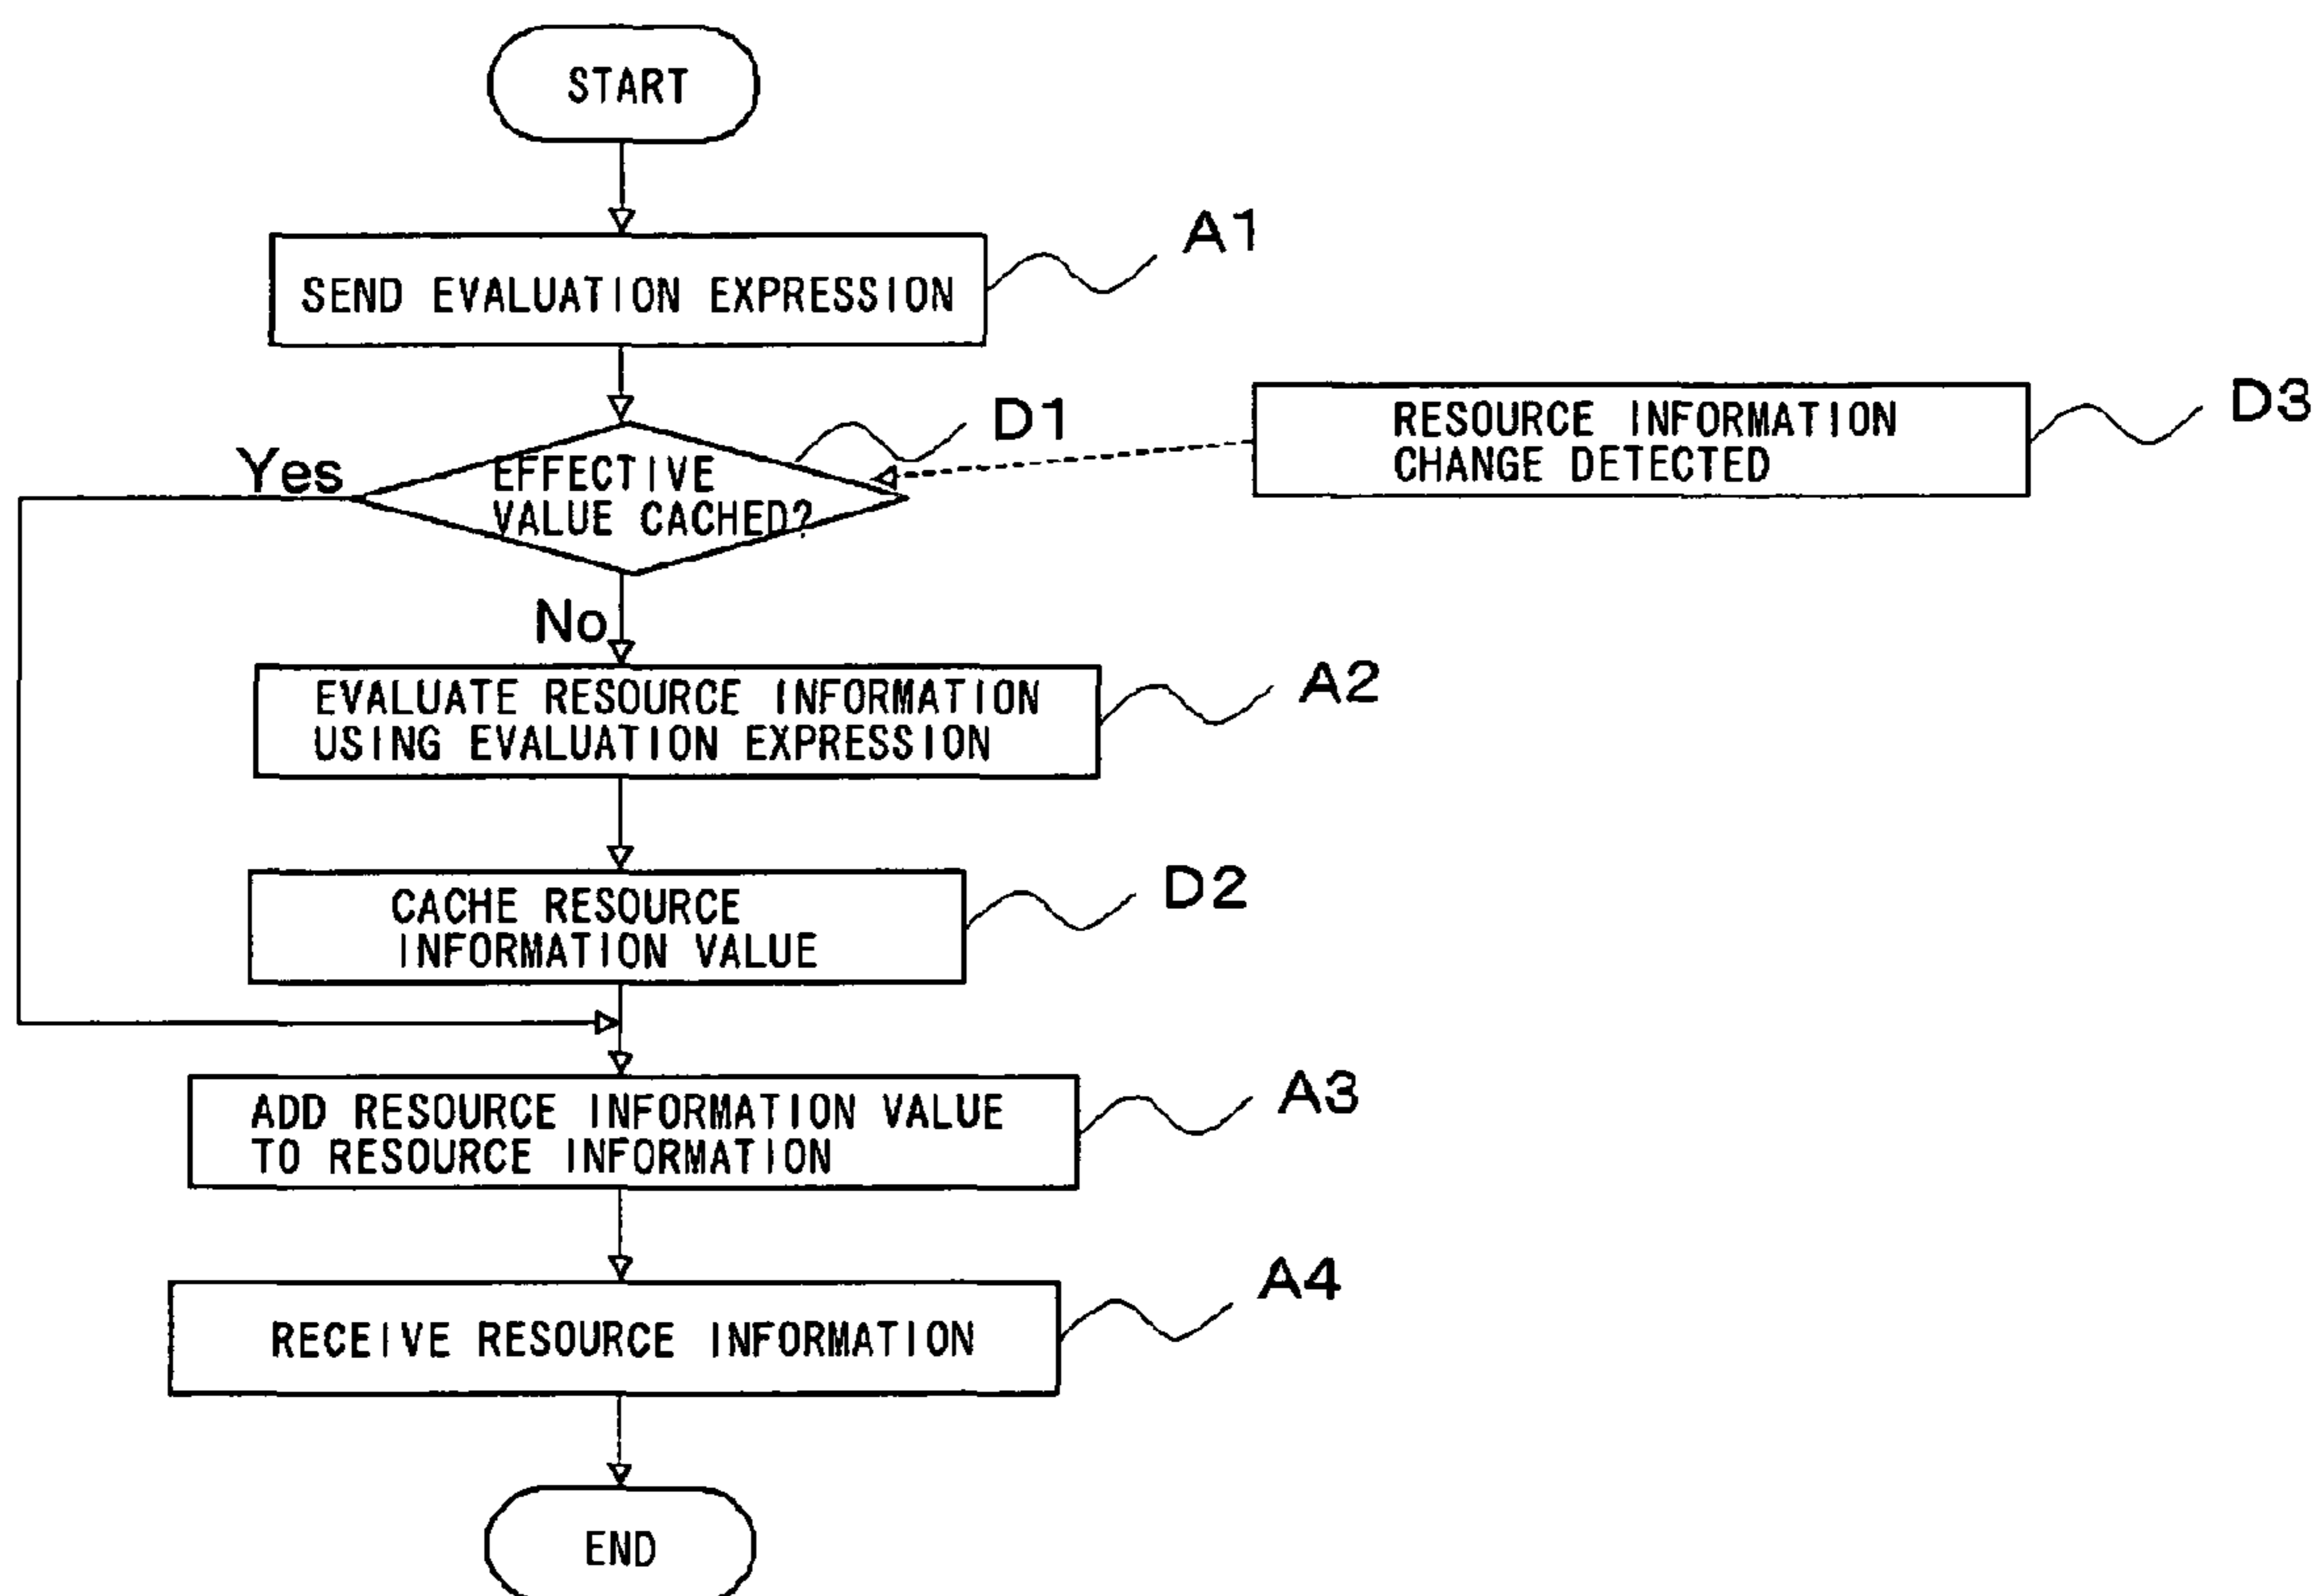 START
SEND EVALUATION EXPRESSION
A1
RESOURCE INFORMATION
CHANGE DETECTED
D3
D1
Yes
EFFECTIVE
VALUE CACHED?
No
EVALUATE RESOURCE INFORMATION
USING EVALUATION EXPRESSION
A2
CACHE RESOURCE
INFORMATION VALUE
D2
ADD RESOURCE INFORMATION VALUE
TO RESOURCE INFORMATION
A3
RECEIVE RESOURCE INFORMATION
A4
END